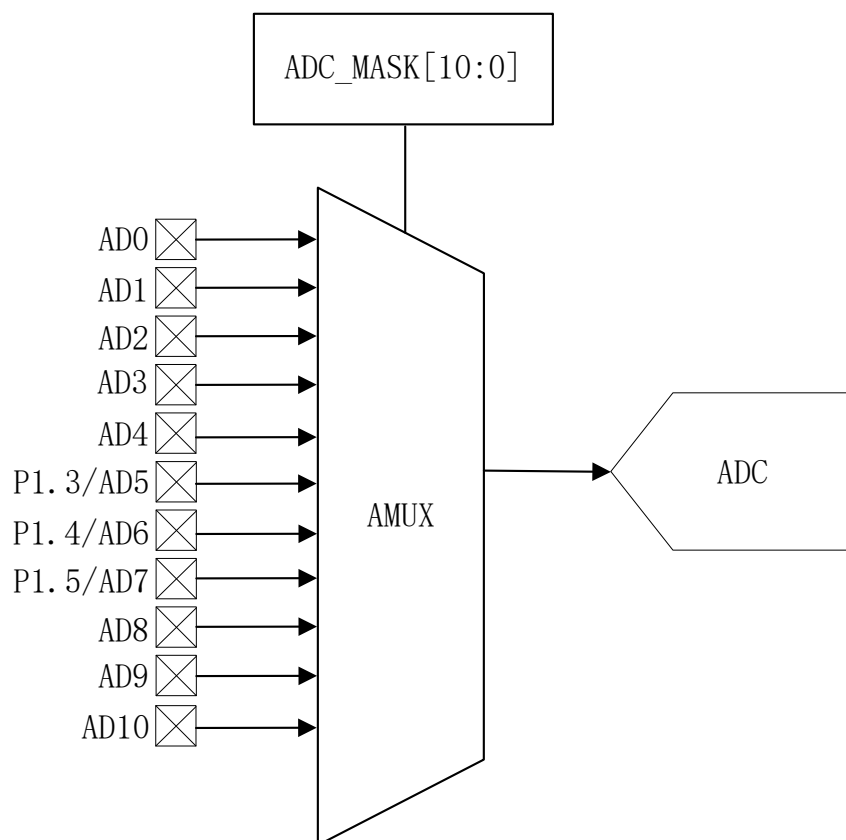 ADC_MASK[10:0]
AD0
AD1
AD2
AD3
AD4
P1.3/AD5
P1.4/AD6
P1.5/AD7
AD8
AD9
AD10
AMUX
ADC